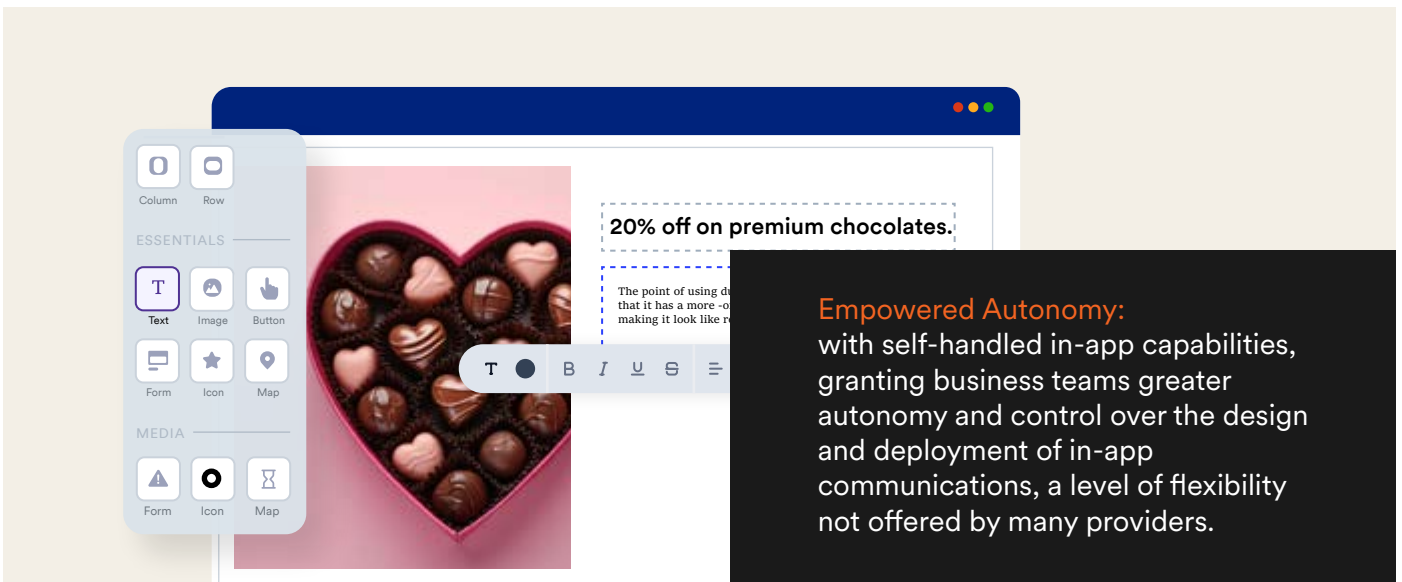 Column Row
ESSENTIALS
T
Text Image Button
Form Icon Map
MEDIA
Form Icon Map
20% off on premium chocolates.
The point of using
that it has a more
making it look like
T B I U S
Empowered Autonomy:
with self-handled in-app capabilities,
granting business teams greater
autonomy and control over the design
and deployment of in-app
communications, a level of flexibility
not offered by many providers.